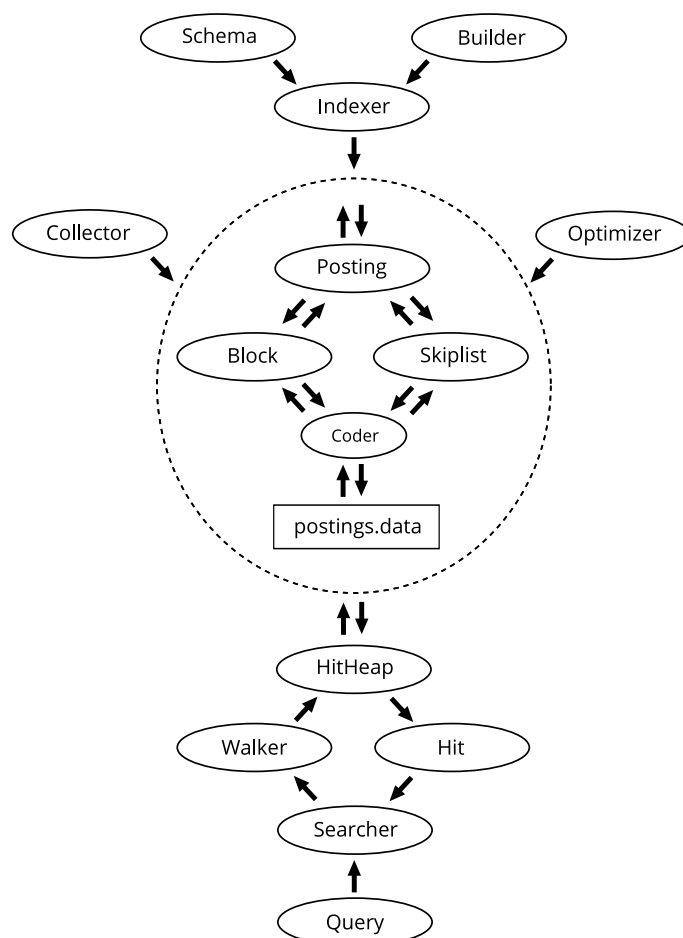 Schema
Builder
Indexer
Collector
Optimizer
Posting
Block
Skiplist
Coder
postings.data
HitHeap
Walker
Hit
Searcher
Query